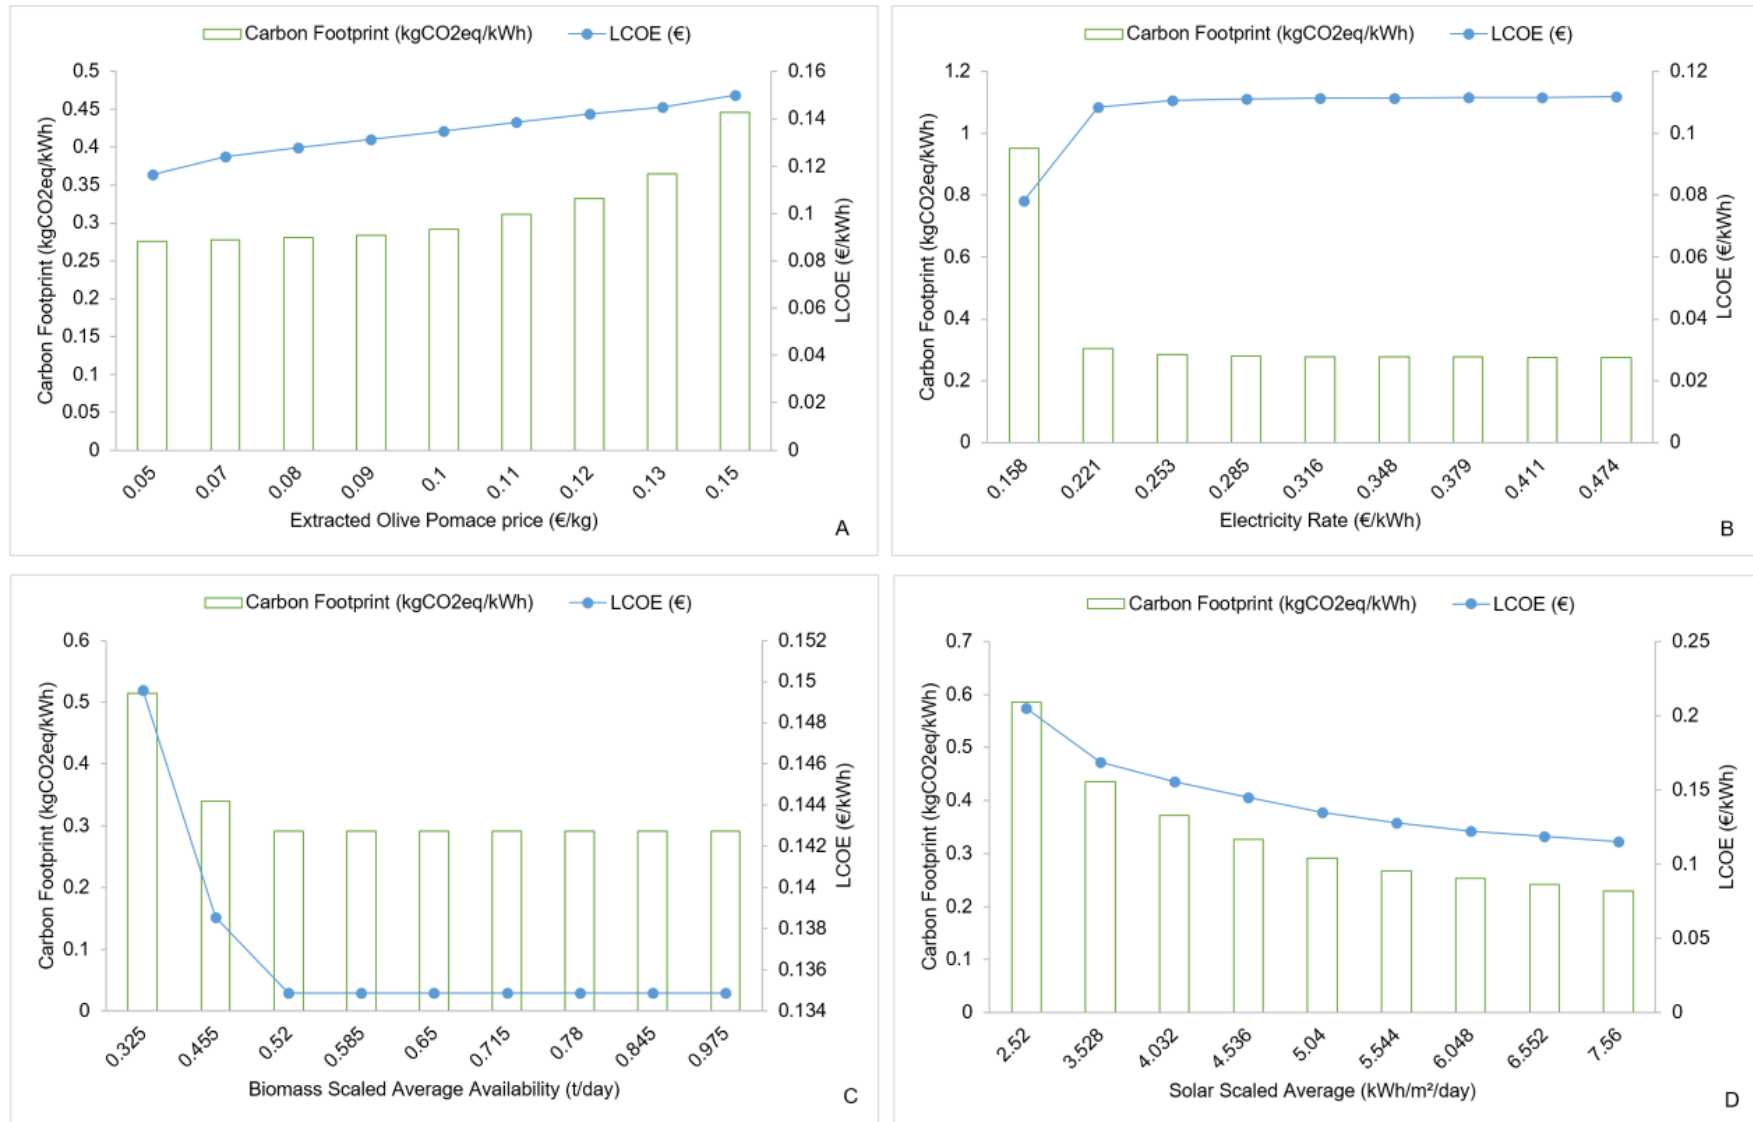 Carbon Footprint (kgCO2eq/kWh) LCOE (€)
Carbon Footprint (kgCO2eq/kWh)
0.5
0.45
0.4
0.35
0.3
0.25
0.2
0.15
0.1
0.05
0
0.16
0.14
0.12
0.1
0.08
0.06
0.04
0.02
0
LCOE (€/kWh)
0.05 0.07 0.08 0.09 0.1 0.11 0.12 0.13 0.15
Extracted Olive Pomace price (€/kg)
A
Carbon Footprint (kgCO2eq/kWh) LCOE (€)
Carbon Footprint (kgCO2eq/kWh)
1.2
1
0.8
0.6
0.4
0.2
0
0.12
0.1
0.08
0.06
0.04
0.02
0
LCOE (€/kWh)
0.158 0.221 0.253 0.285 0.316 0.348 0.379 0.411 0.474
Electricity Rate (€/kWh)
B
Carbon Footprint (kgCO2eq/kWh) LCOE (€)
Carbon Footprint (kgCO2eq/kWh)
0.6
0.5
0.4
0.3
0.2
0.1
0
0.152
0.15
0.148
0.146
0.144
0.142
0.14
0.138
0.136
0.134
LCOE (€/kWh)
0.325 0.455 0.52 0.585 0.65 0.715 0.78 0.845 0.975
Biomass Scaled Average Availability (t/day)
C
Carbon Footprint (kgCO2eq/kWh) LCOE (€)
Carbon Footprint (kgCO2eq/kWh)
0.7
0.6
0.5
0.4
0.3
0.2
0.1
0
0.25
0.2
0.15
0.1
0.05
0
LCOE (€/kWh)
2.52 3.528 4.032 4.536 5.04 5.544 6.048 6.552 7.56
Solar Scaled Average (kWh/m²/day)
D